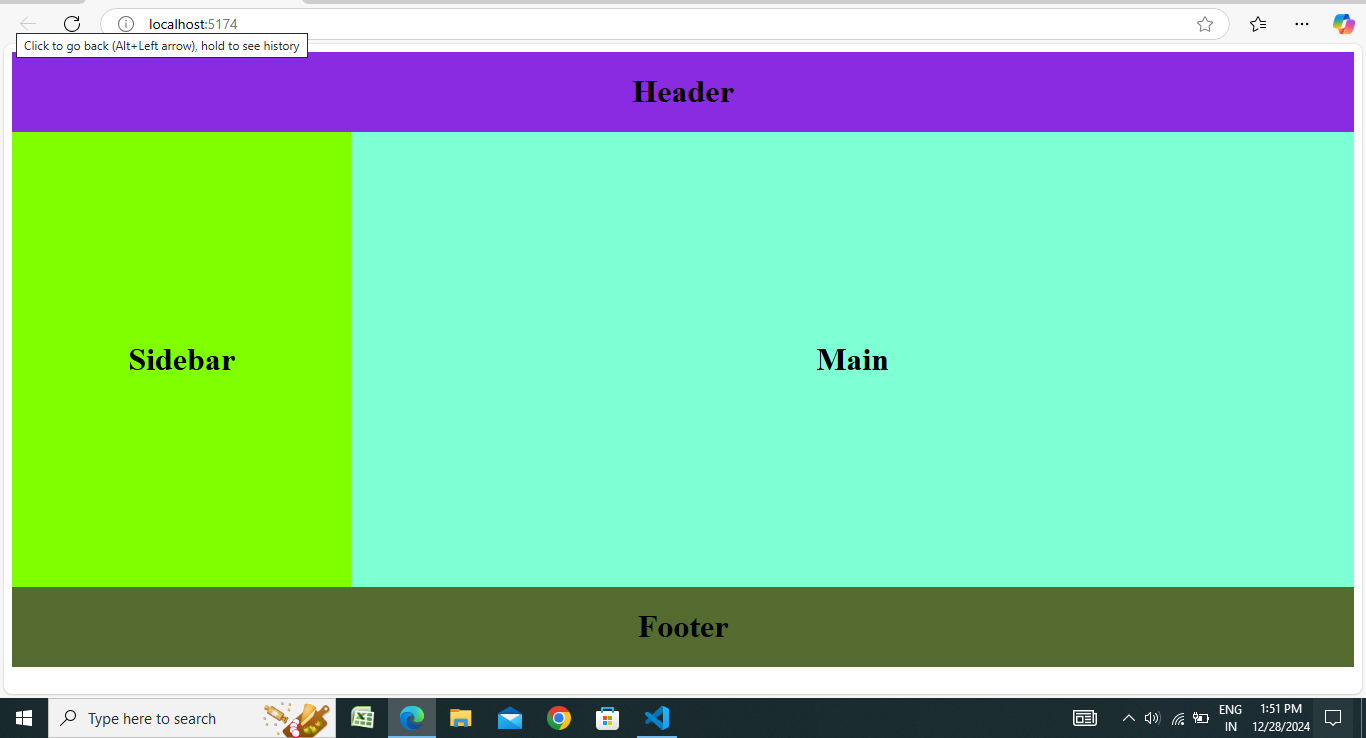 localhost:5174
Click to go back (Alt+Left arrow), hold to see history
Header
Sidebar
Main
Footer
Type here to search
ENG
IN
1:51 PM
12/28/2024